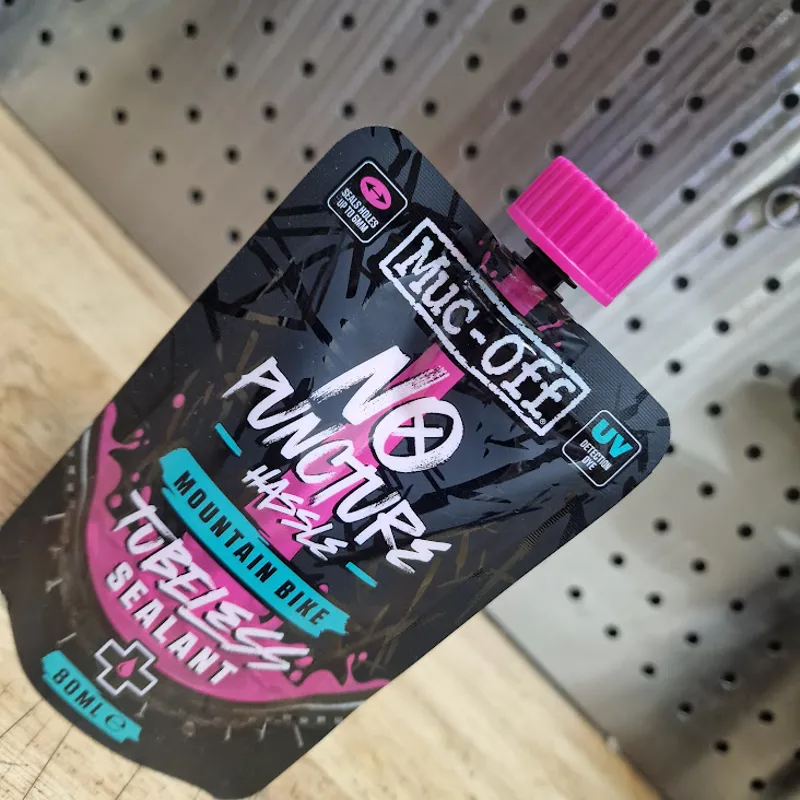 SEALS HOLES
UP TO 6MM
Muc-Off®
UV
DETECTION
DYE
NO
PUNCTURE
HASSLE
MOUNTAIN BIKE
TUBELESS
SEALANT
80ML ℮